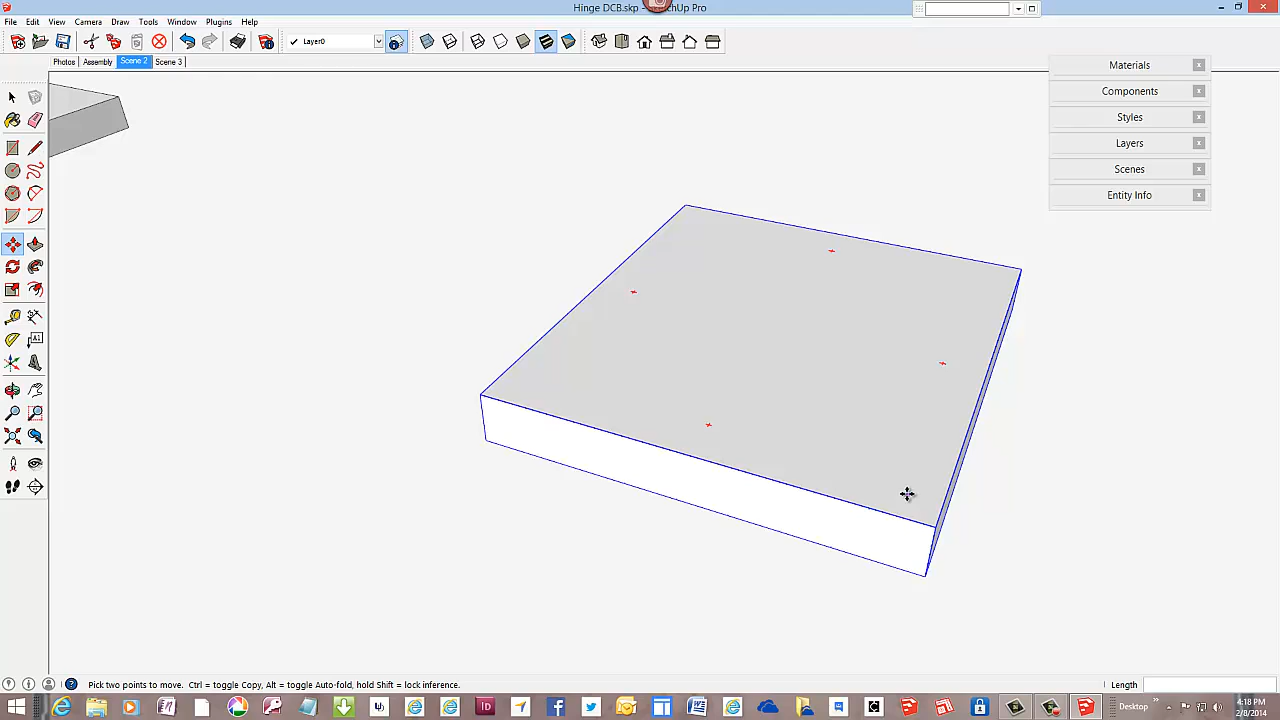 Hinge DCB.skp - SketchUp Pro
File Edit View Camera Draw Tools Window Plugins Help
Layer0
Photos Assembly Scene 2 Scene 3
Materials
Components
Styles
Layers
Scenes
Entity Info
Pick two points to move. Ctrl = toggle Copy, Alt = toggle Auto-fold, hold Shift = lock inference.
Length
Desktop
4:18 PM
2/8/2014